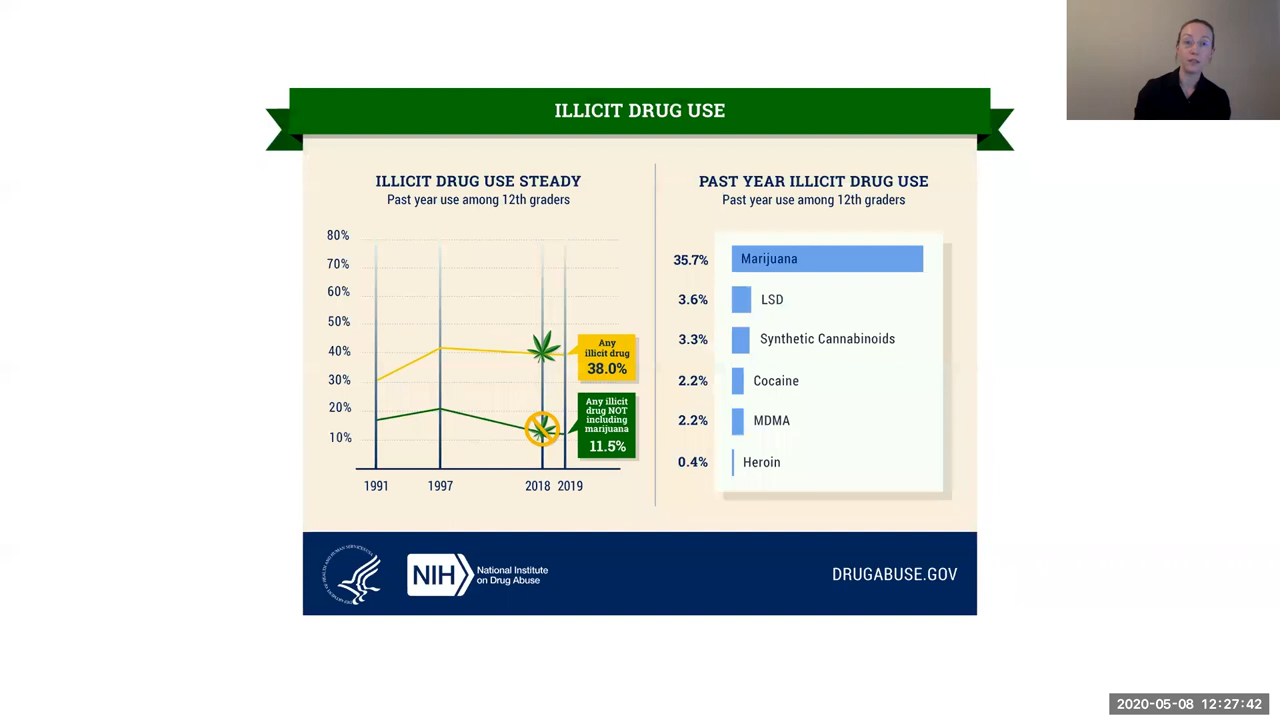 ILLICIT DRUG USE
ILLICIT DRUG USE STEADY
Past year use among 12th graders
80%
70%
60%
50%
40%
30%
20%
10%
1991
1997
2018
2019
Any
illicit drug
38.0%
Any illicit
drug NOT
including
marijuana
11.5%
PAST YEAR ILLICIT DRUG USE
Past year use among 12th graders
35.7% Marijuana
3.6% LSD
3.3% Synthetic Cannabinoids
2.2% Cocaine
2.2% MDMA
0.4% Heroin
NIH
National Institute
on Drug Abuse
DRUGABUSE.GOV
2020-05-08 12:27:42